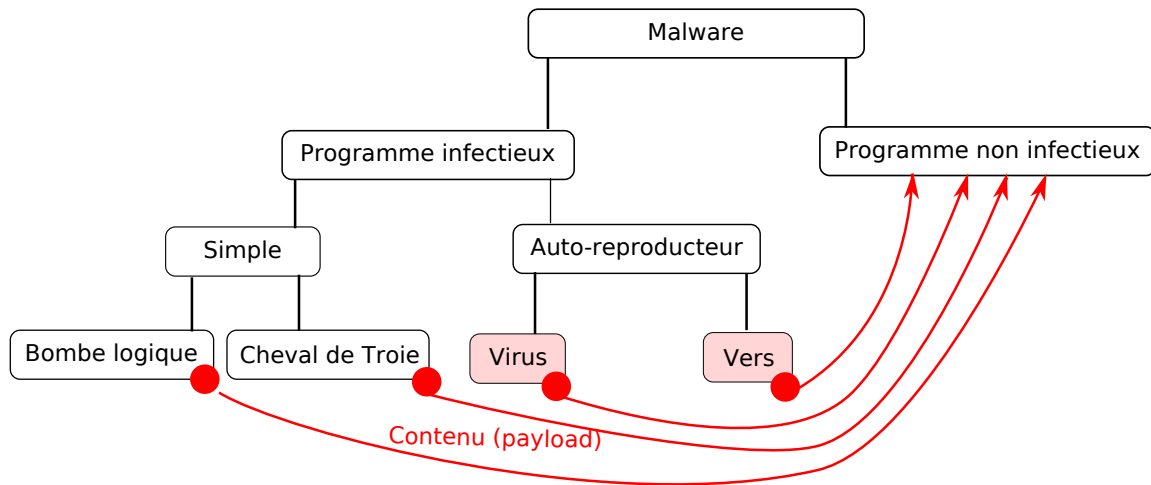 Malware
Programme infectieux
Programme non infectieux
Simple
Auto-reproducteur
Bombe logique
Cheval de Troie
Virus
Vers
Contenu (payload)